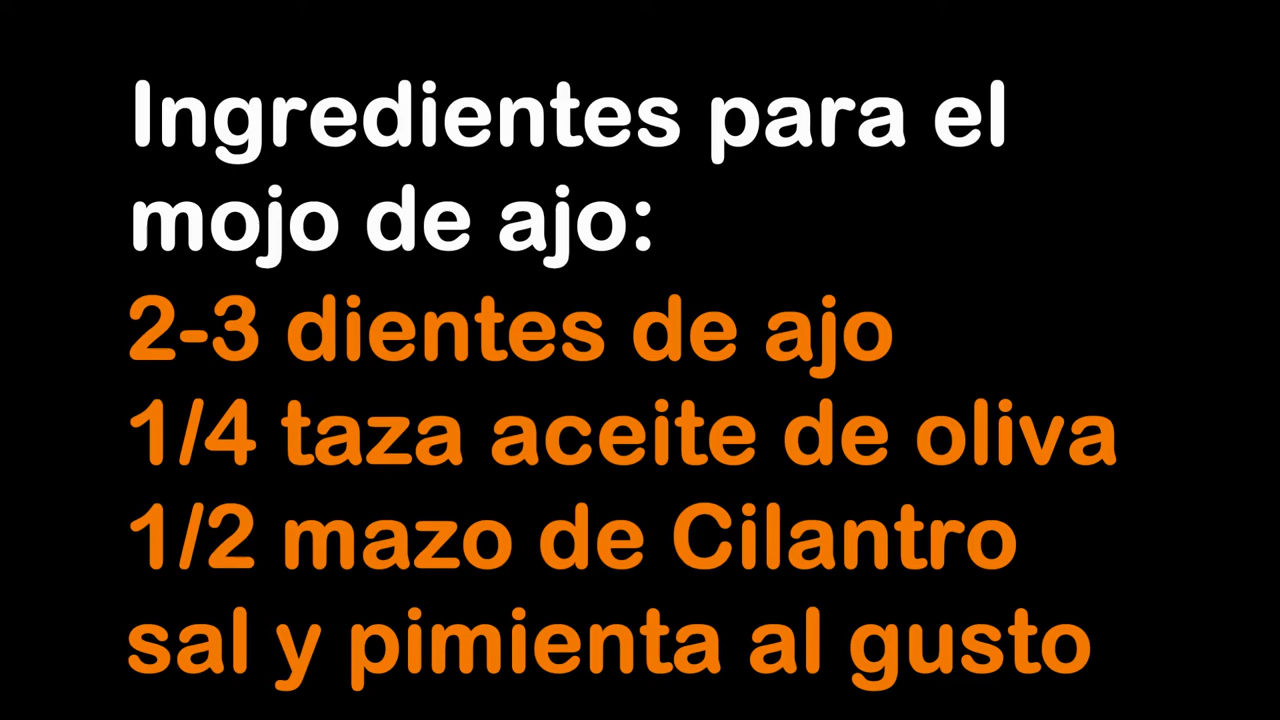 Ingredientes para el
mojo de ajo:
2-3 dientes de ajo
1/4 taza aceite de oliva
1/2 mazo de Cilantro
sal y pimienta al gusto